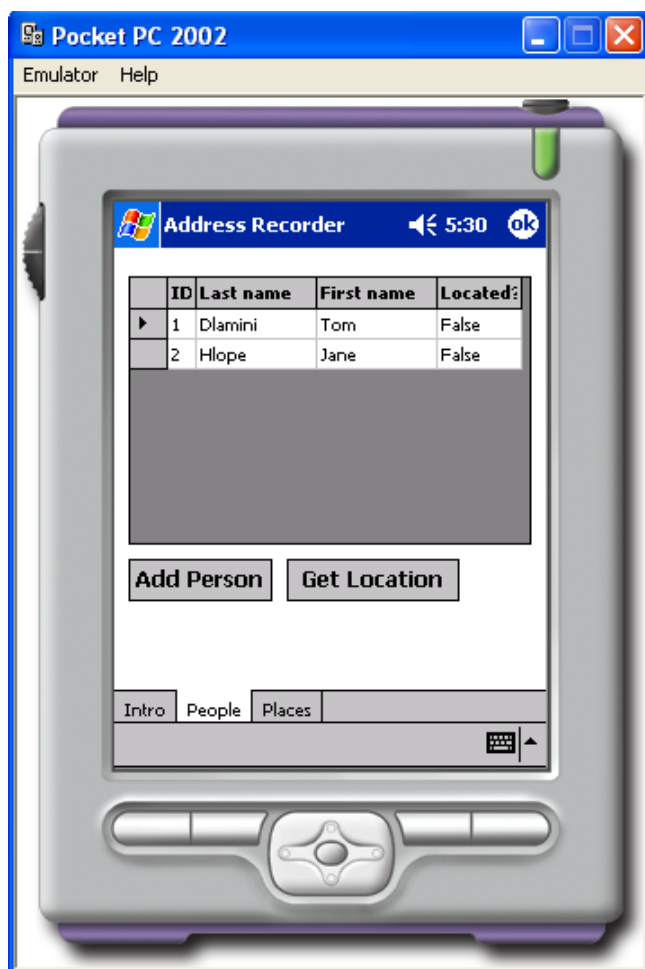 Pocket PC 2002
Emulator Help
Address Recorder 5:30 ok
ID Last name First name Located?
1 Dlamini Tom False
2 Hlope Jane False
Add Person Get Location
Intro People Places